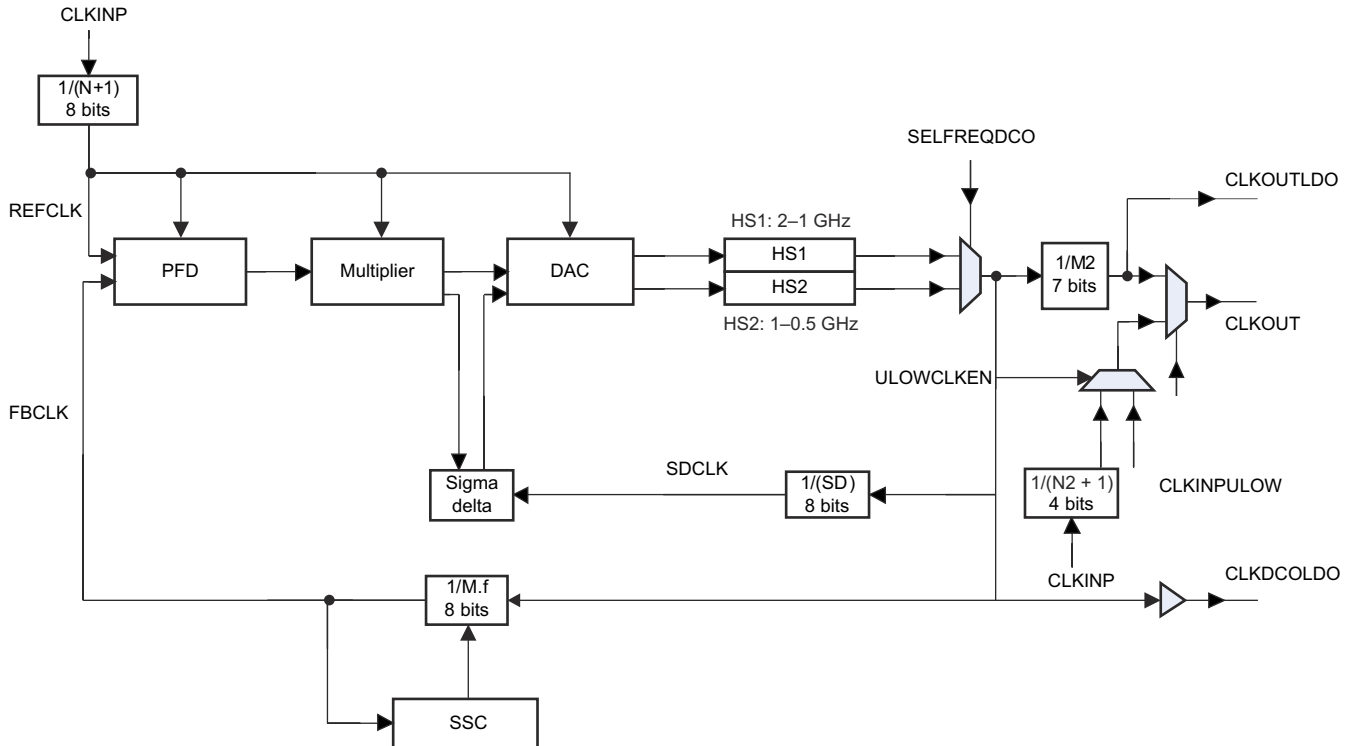 CLKINP
1/(N+1)
8 bits
SELFREQDCO
CLKOUTLDO
REFCLK
HS1: 2–1 GHz
PFD
Multiplier
DAC
HS1
HS2
1/M2
7 bits
HS2: 1–0.5 GHz
CLKOUT
ULOWCLKEN
FBCLK
SDCLK
Sigma
delta
1/(SD)
8 bits
1/(N2 + 1)
4 bits
CLKINPULOW
CLKINP
CLKDCOLDO
1/M.f
8 bits
SSC